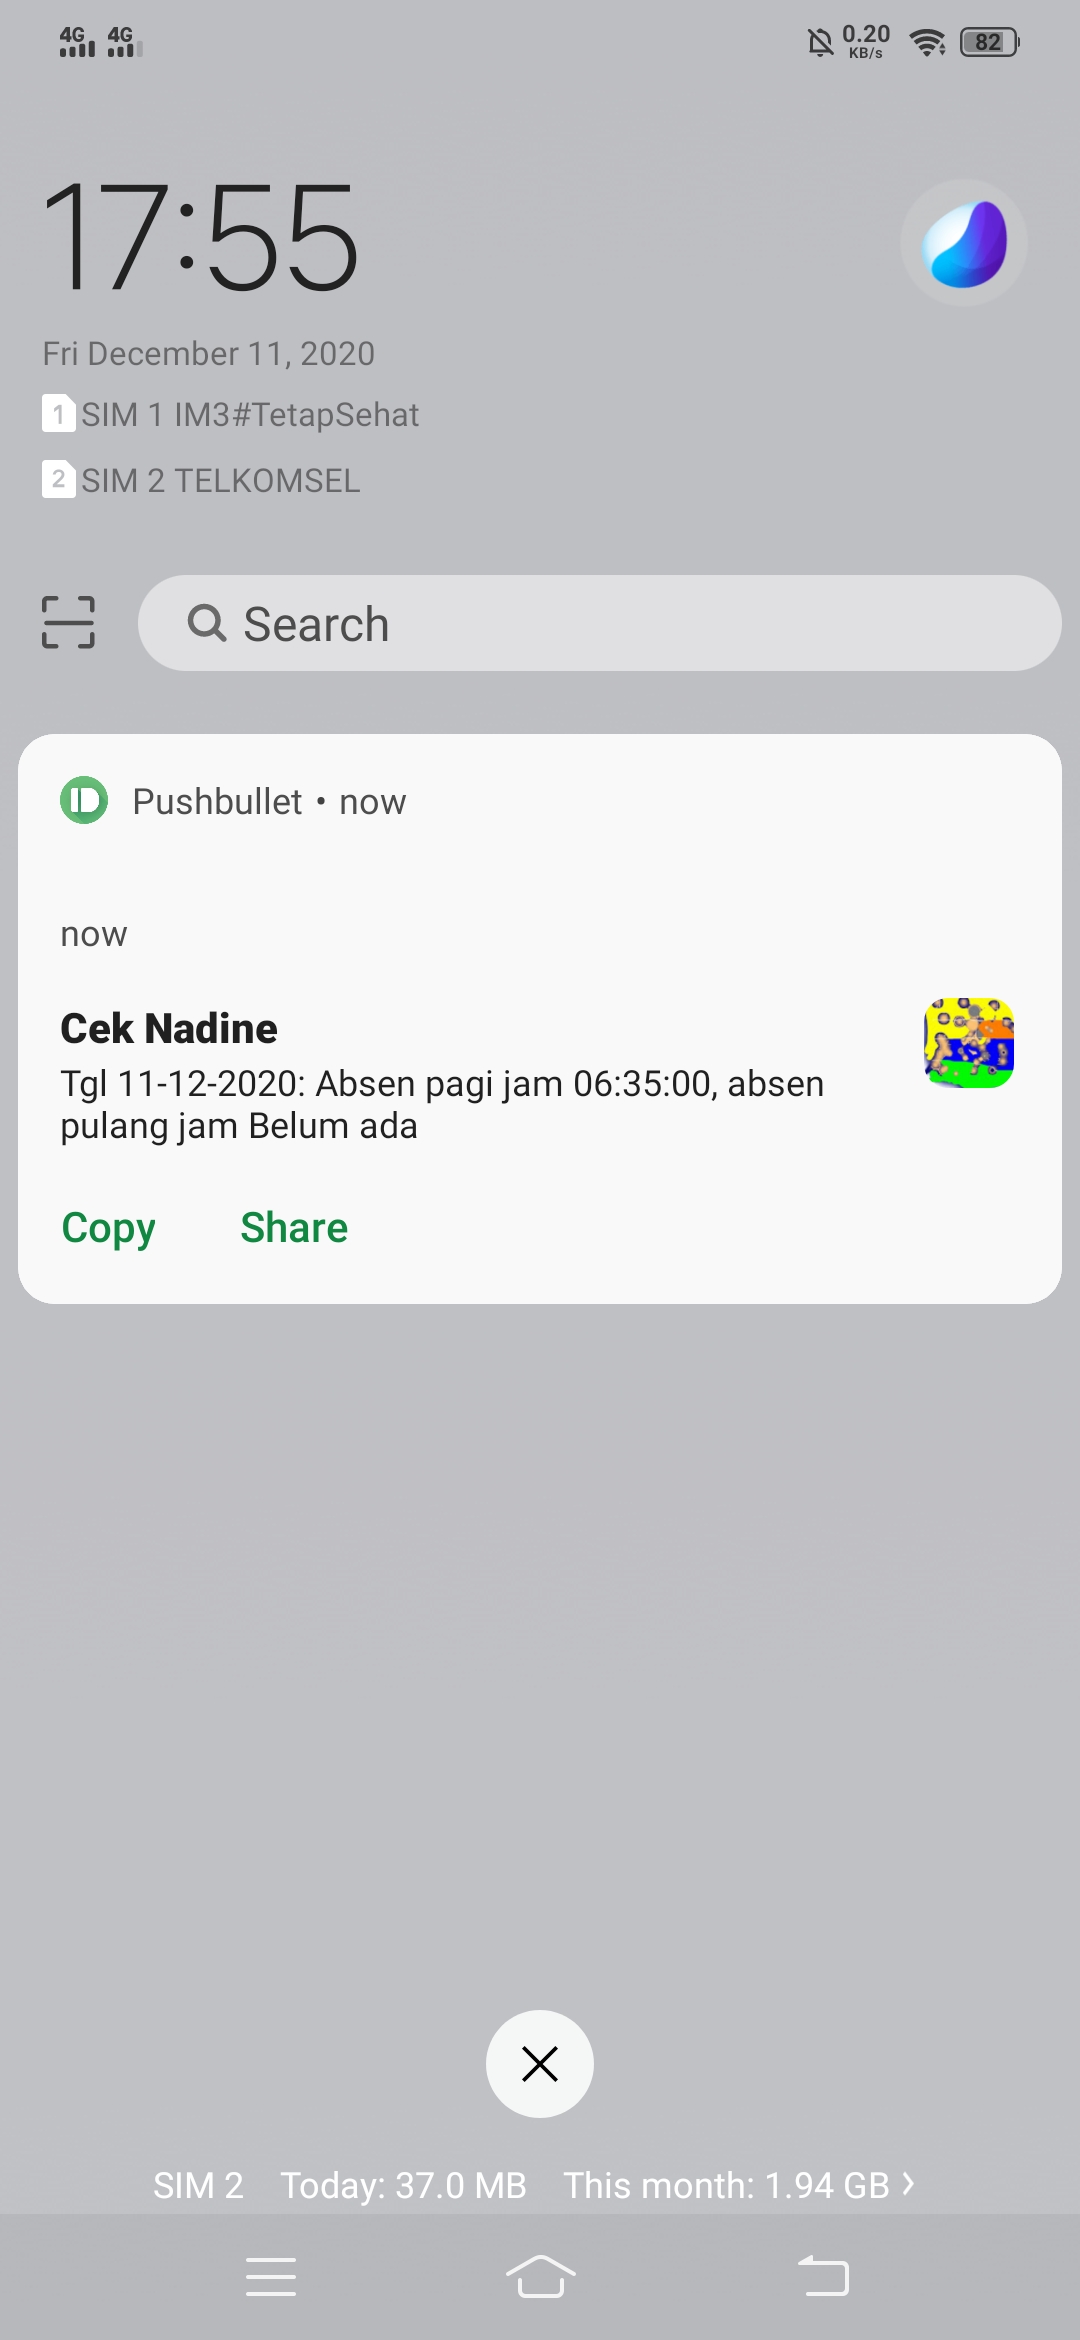 4G 4G 0.20 KB/s 82
17:55
Fri December 11, 2020
1 SIM 1 IM3#TetapSehat
2 SIM 2 TELKOMSEL
Search
Pushbullet • now
now
Cek Nadine
Tgl 11-12-2020: Absen pagi jam 06:35:00, absen
pulang jam Belum ada
Copy Share
SIM 2 Today: 37.0 MB This month: 1.94 GB